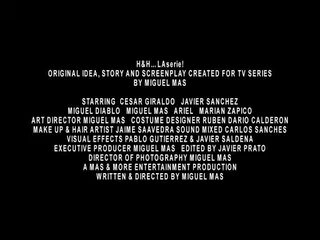 H&H...LAserie!
ORIGINAL IDEA, STORY AND SCREENPLAY CREATED FOR TV SERIES
BY MIGUEL MAS
STARRING CESAR GIRALDO JAVIER SANCHEZ
MIGUEL DIABLO MIGUEL MAS ARIEL MARIAN ZAPICO
ART DIRECTOR MIGUEL MAS COSTUME DESIGNER RUBEN DARIO CALDERON
MAKE UP & HAIR ARTIST JAIME SAAVEDRA SOUND MIXED CARLOS SANCHES
VISUAL EFFECTS PABLO GUTIERREZ & JAVIER SALDENA
EXECUTIVE PRODUCER MIGUEL MAS EDITED BY JAVIER PRATO
DIRECTOR OF PHOTOGRAPHY MIGUEL MAS
A MAS & MORE ENTERTAINMENT PRODUCTION
WRITTEN & DIRECTED BY MIGUEL MAS